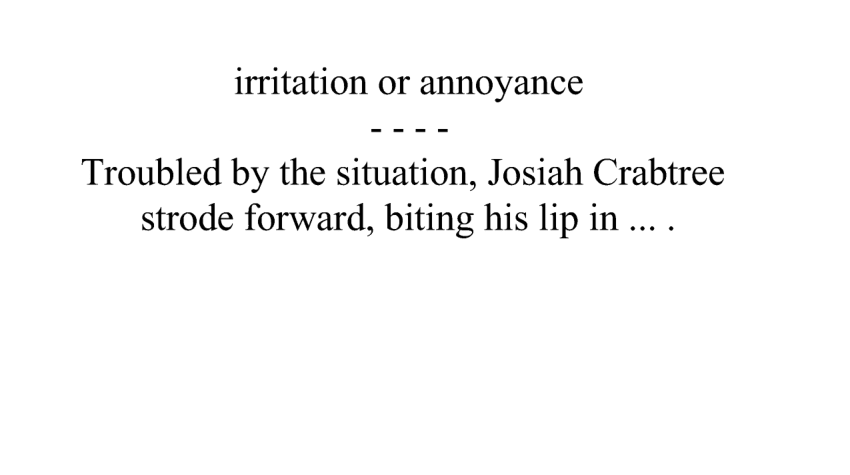 irritation or annoyance
- - - -
Troubled by the situation, Josiah Crabtree
strode forward, biting his lip in ... .